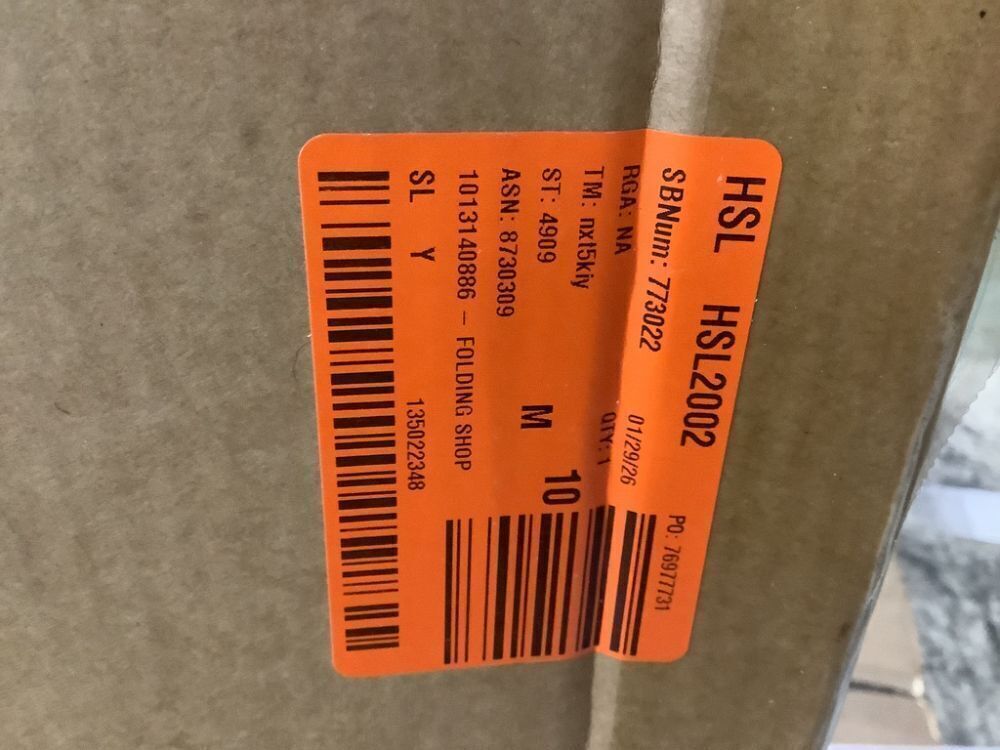 HSL HSL2002
SBNum: 773022 01/29/26 PO: 76977731
RGA: NA QTY: 1
TM: nxt5kiy 10
ST: 4909 M
ASN: 8730309
1013140886 – FOLDING SHOP
SL Y 135022348